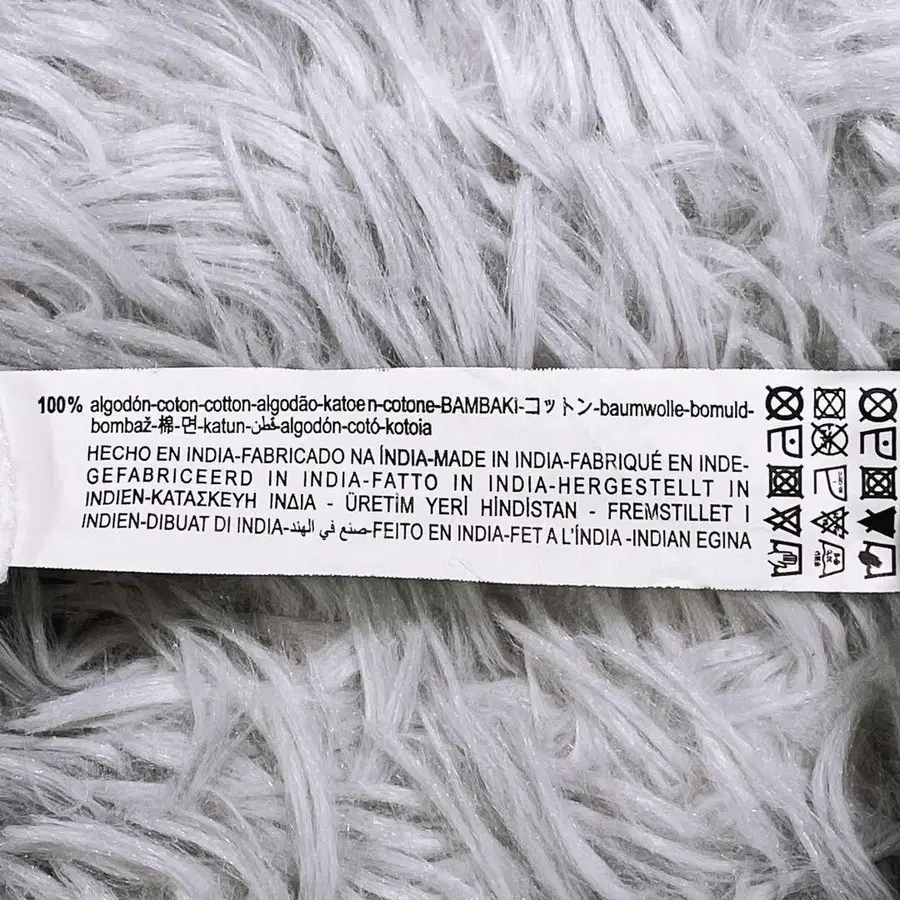 100% algodón-coton-cotton-algodão-katoen-cotone-BAMBAKi-コットン-baumwolle-bomuld-
bombaž-棉-면-katun-قطن-algodón-cotó-kotoia
HECHO EN INDIA-FABRICADO NA ÍNDIA-MADE IN INDIA-FABRIQUÉ EN INDE-
GEFABRICEERD IN INDIA-FATTO IN INDIA-HERGESTELLT IN
INDIEN-ΚΑΤΑΣΚΕΥΗ ΙΝΔΙΑ - ÜRETİM YERİ HİNDİSTAN - FREMSTILLET I
INDIEN-DIBUAT DI INDIA-صنع في الهند-FEITO EN INDIA-FET A L'ÍNDIA -INDIAN EGINA